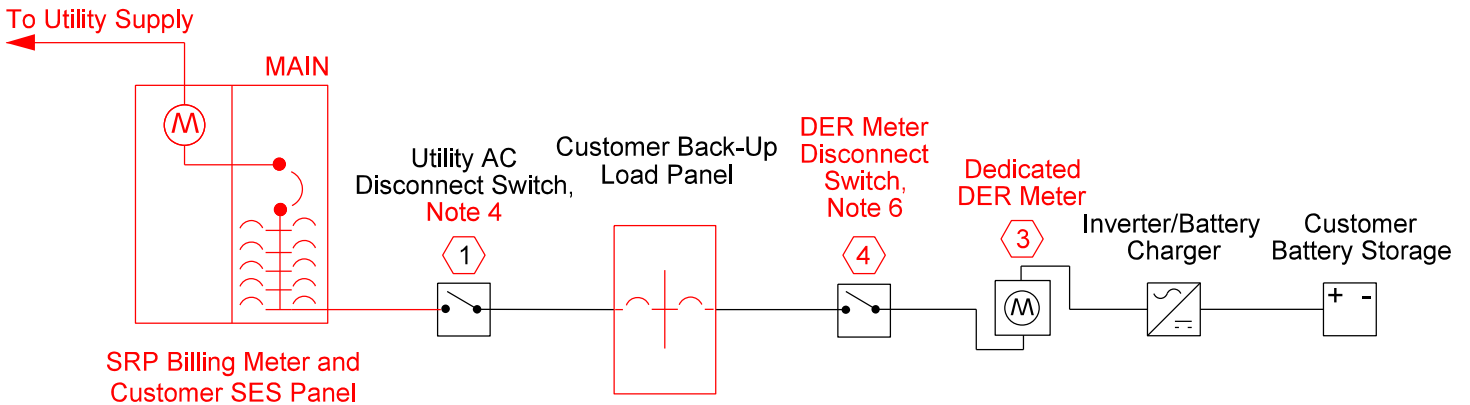 To Utility Supply
MAIN
M
SRP Billing Meter and
Customer SES Panel
Utility AC
Disconnect Switch,
Note 4
1
Customer Back-Up
Load Panel
DER Meter
Disconnect
Switch,
Note 6
4
Dedicated
DER Meter
3
M
Inverter/Battery
Charger
Customer
Battery Storage
+ -